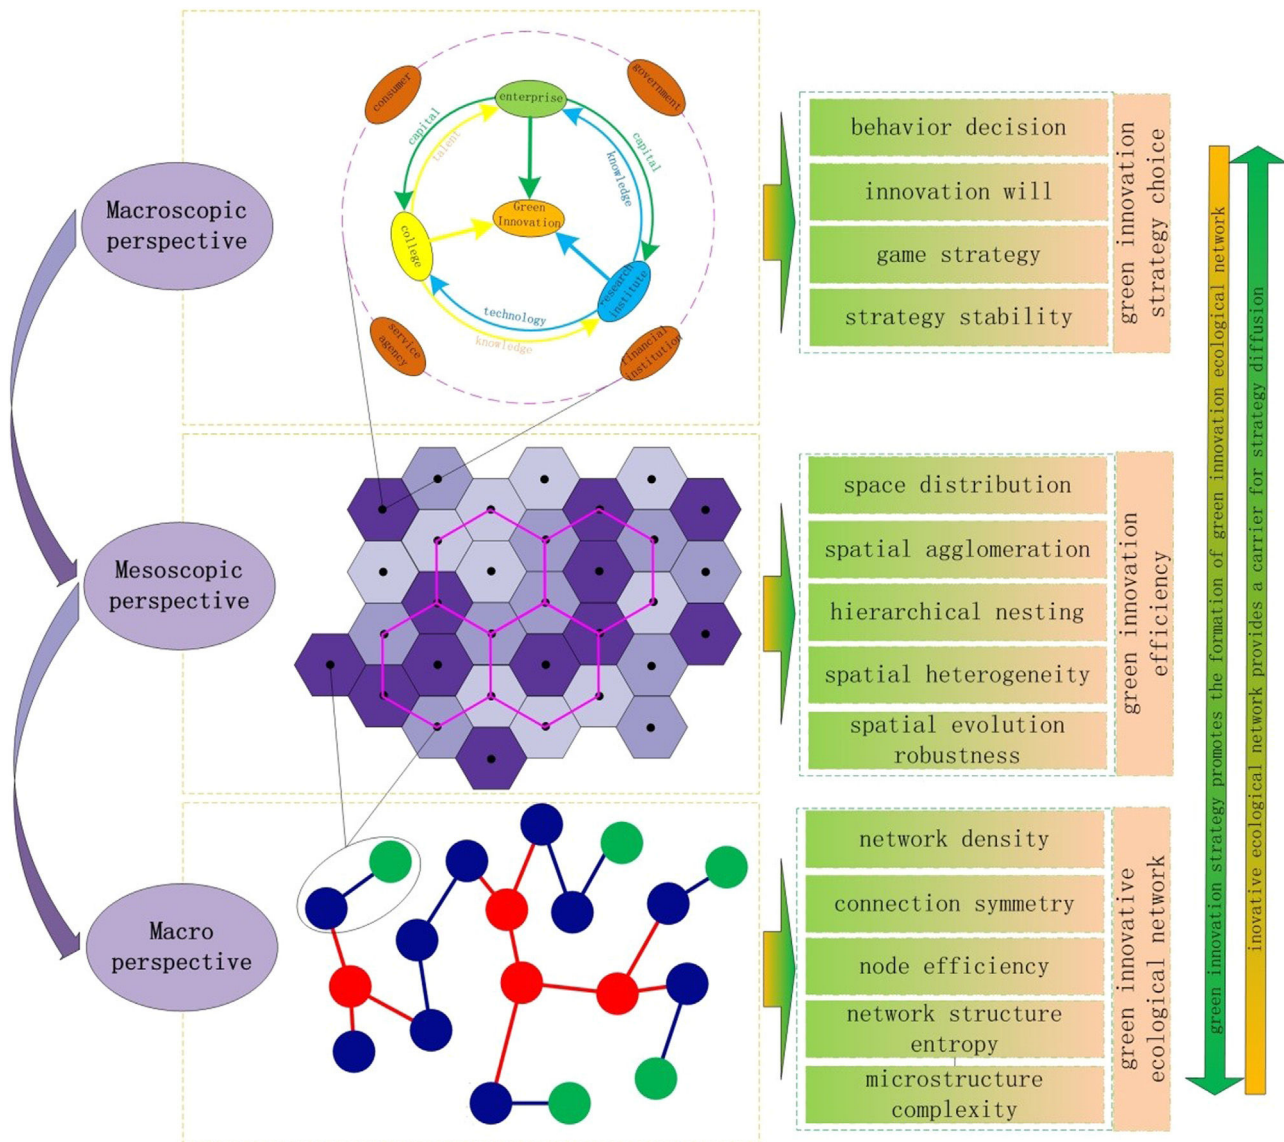 Macroscopic
perspective
consumer
government
enterprise
capital
talent
capital
knowledge
Green
Innovation
college
research
institute
technology
knowledge
service
agency
financial
institution
behavior decision
innovation will
game strategy
strategy stability
green innovation
strategy choice
Mesoscopic
perspective
space distribution
spatial agglomeration
hierarchical nesting
spatial heterogeneity
spatial evolution
robustness
green innovation
efficiency
Macro
perspective
network density
connection symmetry
node efficiency
network structure
entropy
microstructure
complexity
green innovative
ecological network
green innovation strategy promotes the formation of green innovation ecological network
inovative ecological network provides a carrier for strategy diffusion